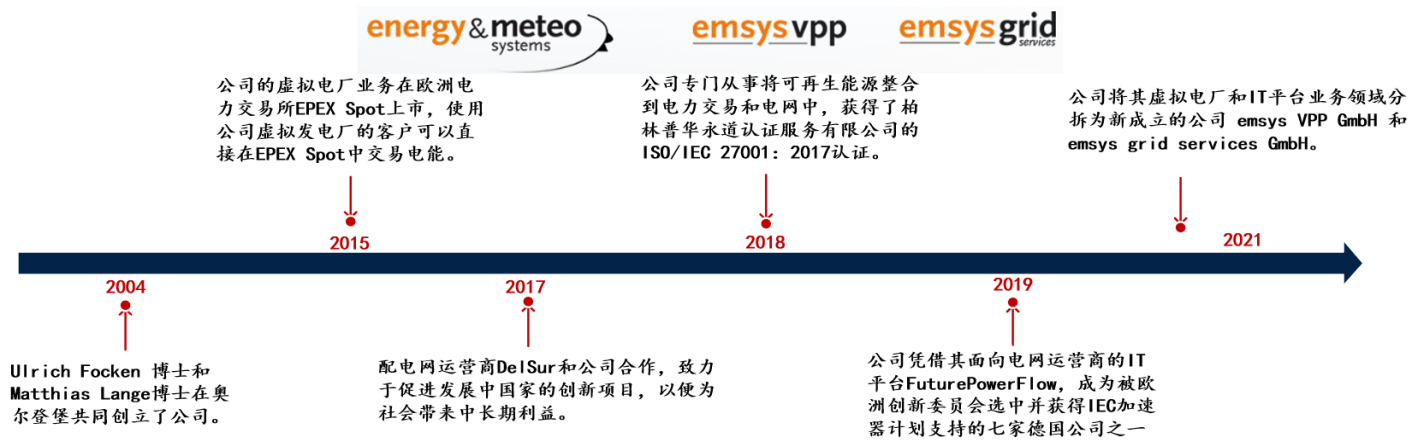 energy & meteo
systems
emsys vpp
emsys grid
services
公司的虚拟电厂业务在欧洲电
力交易所EPEX Spot上市，使用
公司虚拟发电厂的客户可以直
接在EPEX Spot中交易电能。
公司专门从事将可再生能源整合
到电力交易和电网中，获得了柏
林普华永道认证服务有限公司的
ISO/IEC 27001：2017认证。
公司将其虚拟电厂和IT平台业务领域分
拆为新成立的公司 emsys VPP GmbH 和
emsys grid services GmbH。
2015
2018
2021
2004
2017
2019
Ulrich Focken 博士和
Matthias Lange博士在奥
尔登堡共同创立了公司。
配电网运营商DelSur和公司合作，致力
于促进发展中国家的创新项目，以便为
社会带来中长期利益。
公司凭借其面向电网运营商的IT
平台FuturePowerFlow，成为被欧
洲创新委员会选中并获得IEC加速
器计划支持的七家德国公司之一